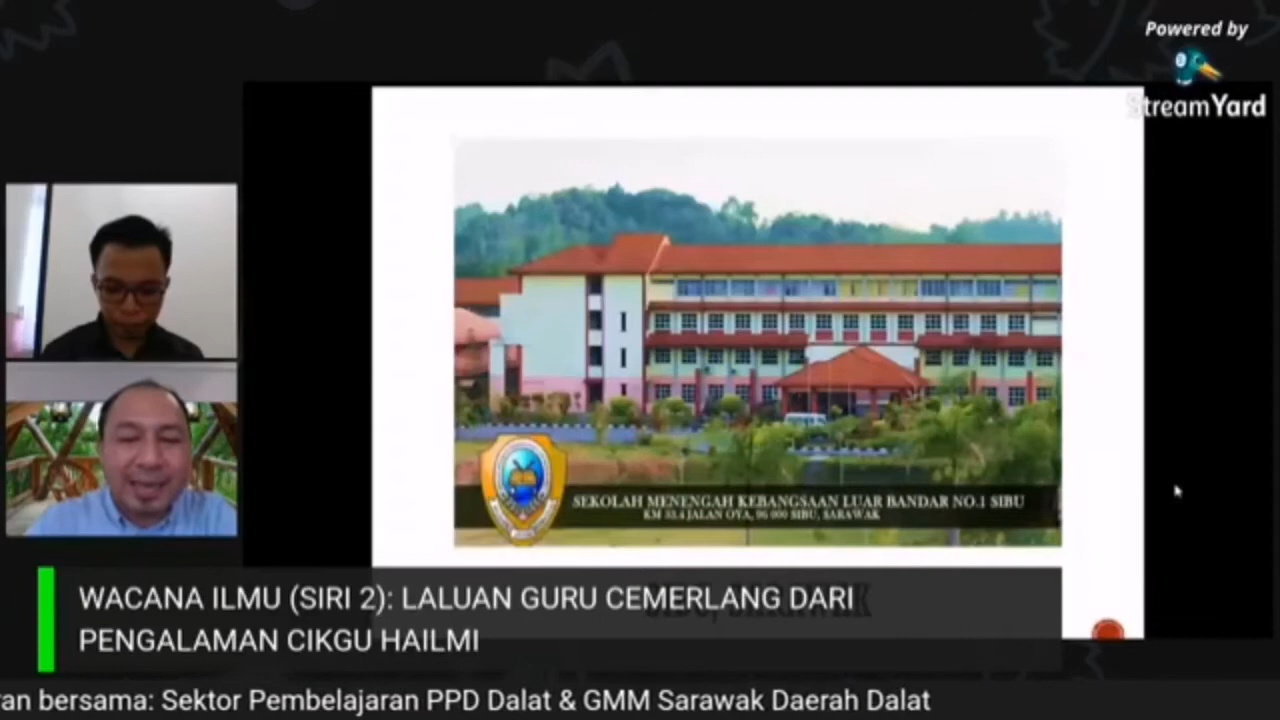 Powered by
StreamYard
SEKOLAH MENENGAH KEBANGSAAN LUAR BANDAR NO.1 SIBU
KM 33.4 JALAN OYA, 96 000 SIBU, SARAWAK
WACANA ILMU (SIRI 2): LALUAN GURU CEMERLANG DARI
PENGALAMAN CIKGU HAILMI
ran bersama: Sektor Pembelajaran PPD Dalat & GMM Sarawak Daerah Dalat